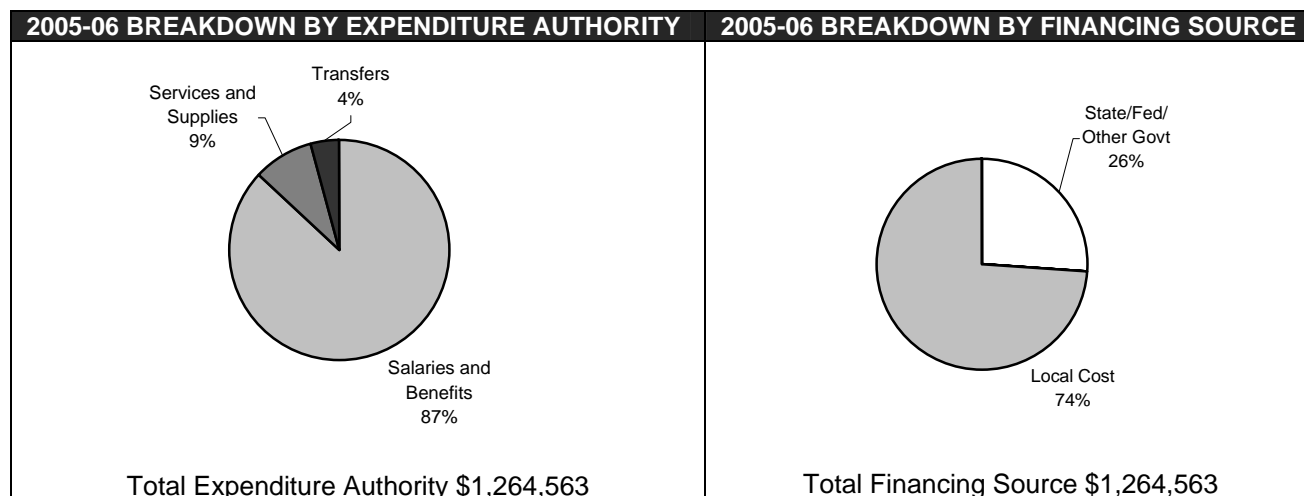 2005-06 BREAKDOWN BY EXPENDITURE AUTHORITY
Transfers
4%
Services and
Supplies
9%
Salaries and
Benefits
87%
Total Expenditure Authority $1,264,563
2005-06 BREAKDOWN BY FINANCING SOURCE
State/Fed/
Other Govt
26%
Local Cost
74%
Total Financing Source $1,264,563